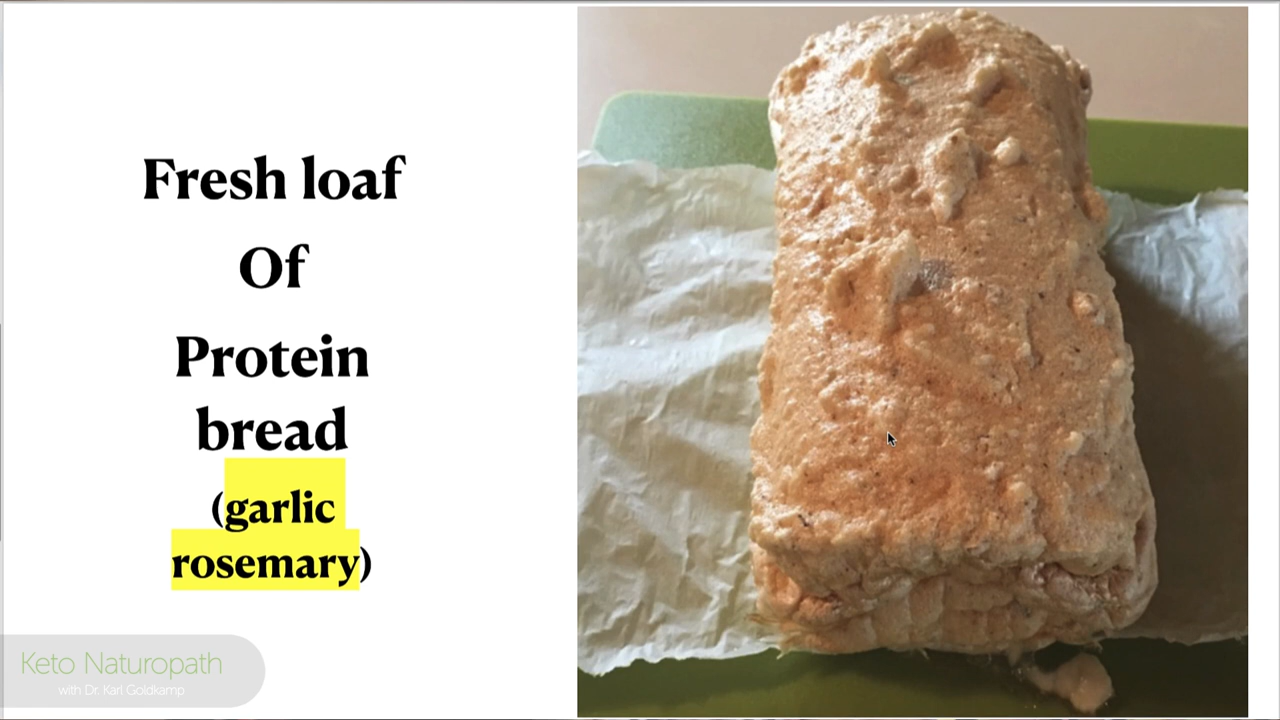 Fresh loaf
Of
Protein
bread
(garlic
rosemary)
Keto Naturopath
with Dr. Karl Goldkamp